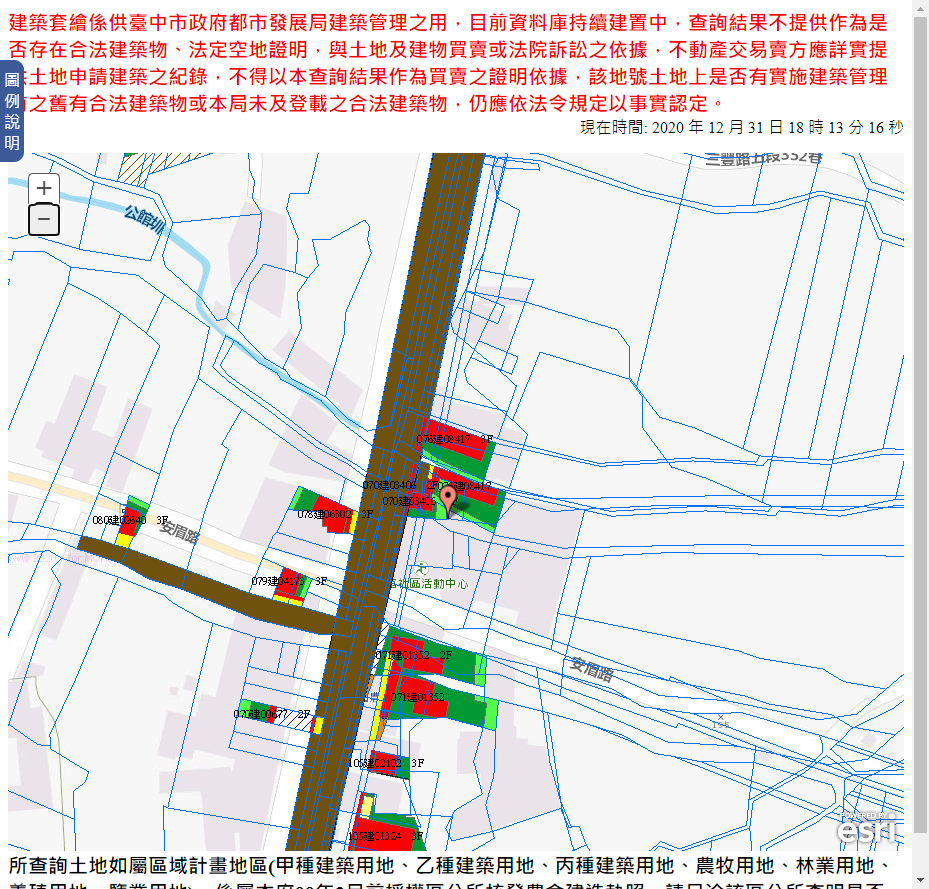 建築套繪係供臺中市政府都市發展局建築管理之用，目前資料庫持續建置中，查詢結果不提供作為是
否存在合法建築物、法定空地證明，與土地及建物買賣或法院訴訟之依據，不動產交易賣方應詳實提
土地申請建築之紀錄，不得以本查詢結果作為買賣之證明依據，該地號土地上是否有實施建築管理
之舊有合法建築物或本局未及登載之合法建築物，仍應依法令規定以事實認定。
圖例說明
現在時間: 2020 年 12 月 31 日 18 時 13 分 16 秒
三豐路五段352巷
+
−
公館圳
076建08417 3F
070建03406
建08417
070建03406
078建06302 3F
080建02640 3F
安眉路
079建04173 3F
社區活動中心
071建01352 2F
安眉路
071建01352
農
070建00677 2F
195
105建02102 3F
105建01324 3F
POWERED BY
esri
所查詢土地如屬區域計畫地區(甲種建築用地、乙種建築用地、丙種建築用地、農牧用地、林業用地、